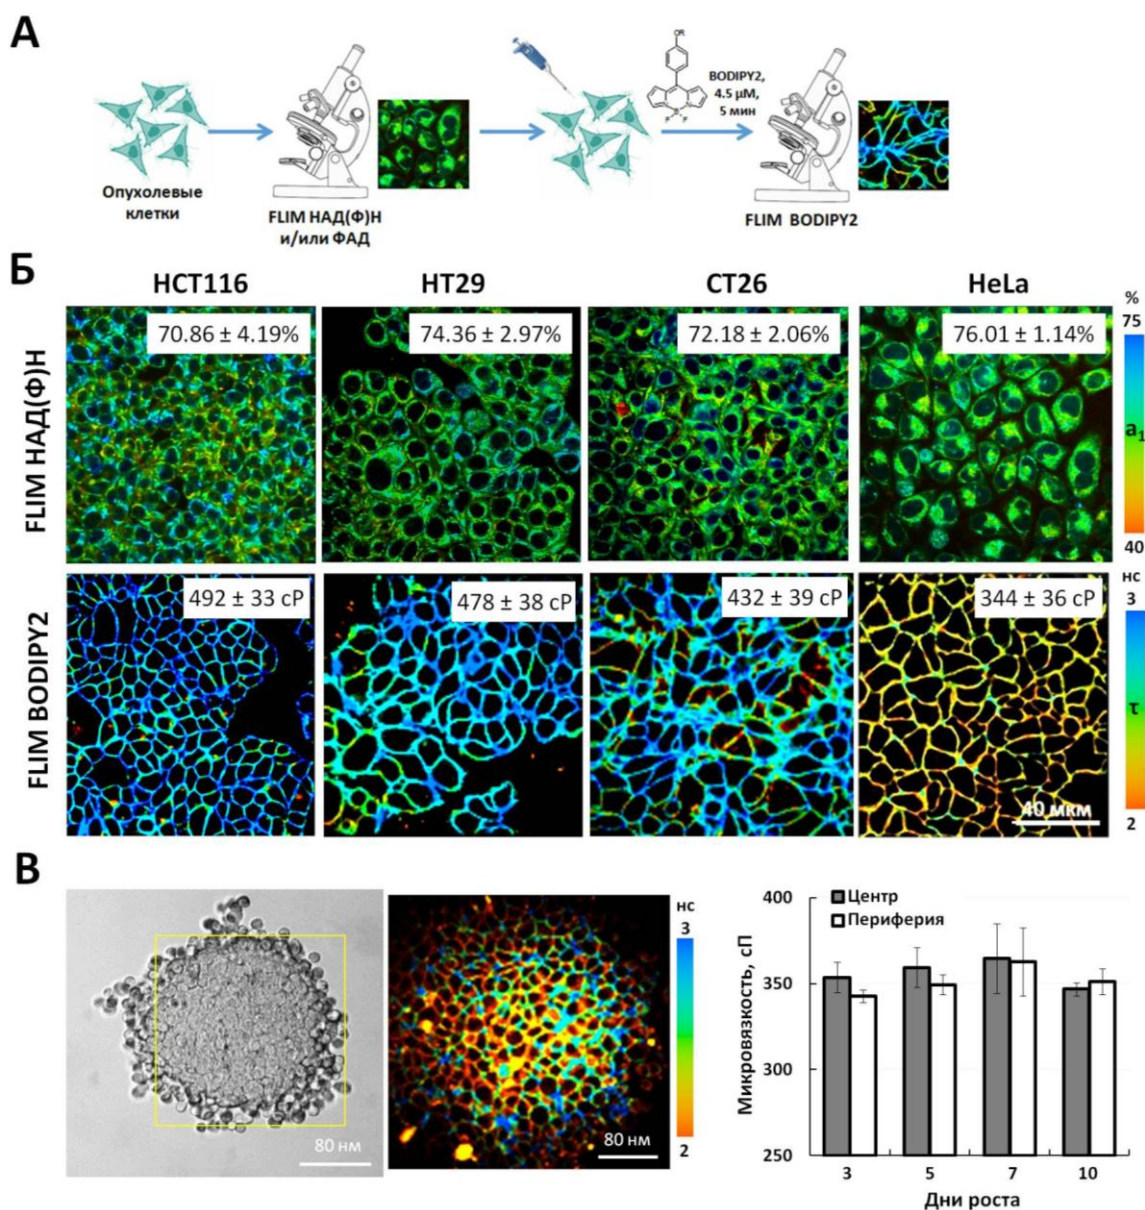 А
OR
N
N
B
F
F
BODIPY2,
4.5 μM,
5 мин
Опухолевые
клетки
FLIM НАД(Ф)Н
и/или ФАД
FLIM BODIPY2
Б
HCT116
HT29
CT26
HeLa
FLIM НАД(Ф)Н
70.86 ± 4.19%
74.36 ± 2.97%
72.18 ± 2.06%
76.01 ± 1.14%
%
75
a1
40
FLIM BODIPY2
492 ± 33 cP
478 ± 38 cP
432 ± 39 cP
344 ± 36 cP
40 мкм
нс
3
τ
2
В
80 нм
80 нм
нс
3
2
Микровязкость, сП
400
350
300
250
Центр
Периферия
3
5
7
10
Дни роста